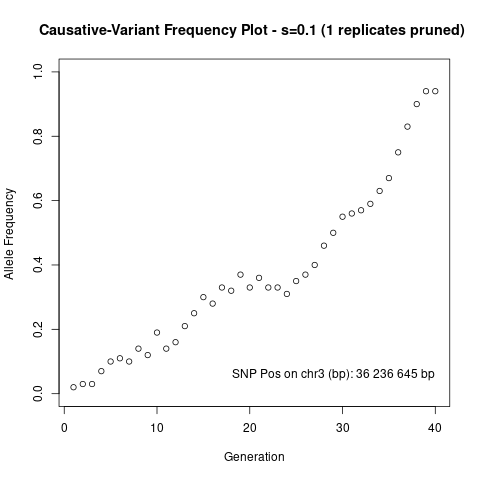 Causative-Variant Frequency Plot - s=0.1 (1 replicates pruned)
Allele Frequency
1.0
0.8
0.6
0.4
0.2
0.0
SNP Pos on chr3 (bp): 36 236 645 bp
0 10 20 30 40
Generation